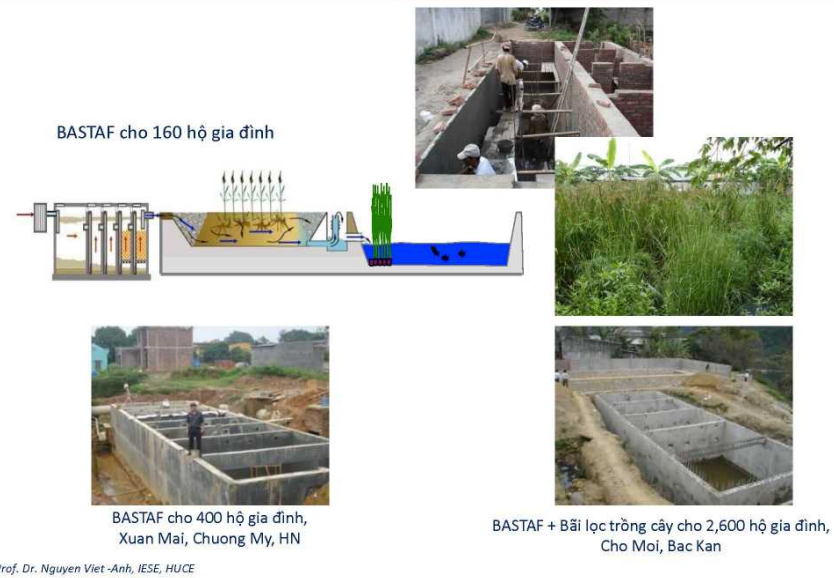 BASTAF cho 160 hộ gia đình
BASTAF cho 400 hộ gia đình,
Xuan Mai, Chuong My, HN
BASTAF + Bãi lọc trồng cây cho 2,600 hộ gia đình,
Cho Moi, Bac Kan
Prof. Dr. Nguyen Viet -Anh, IESE, HUCE